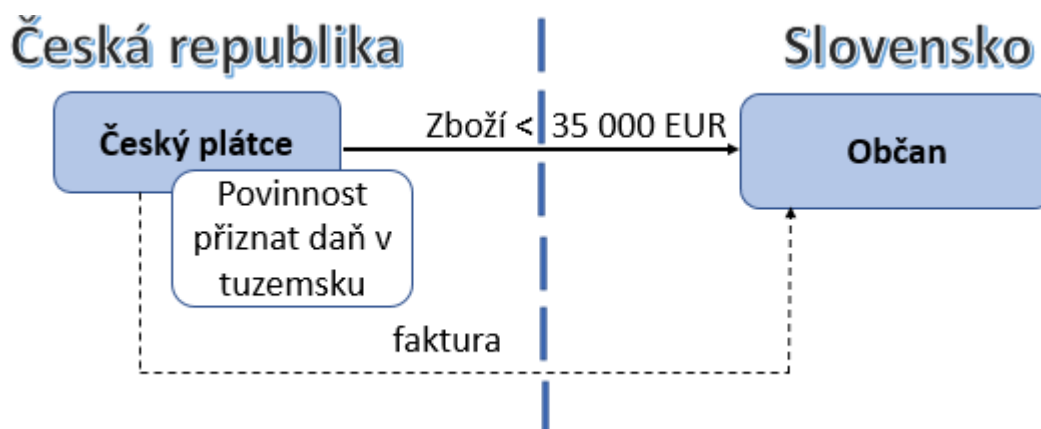 Česká republika
Slovensko
Zboží < 35 000 EUR
Český plátce
Občan
Povinnost
přiznat daň v
tuzemsku
faktura